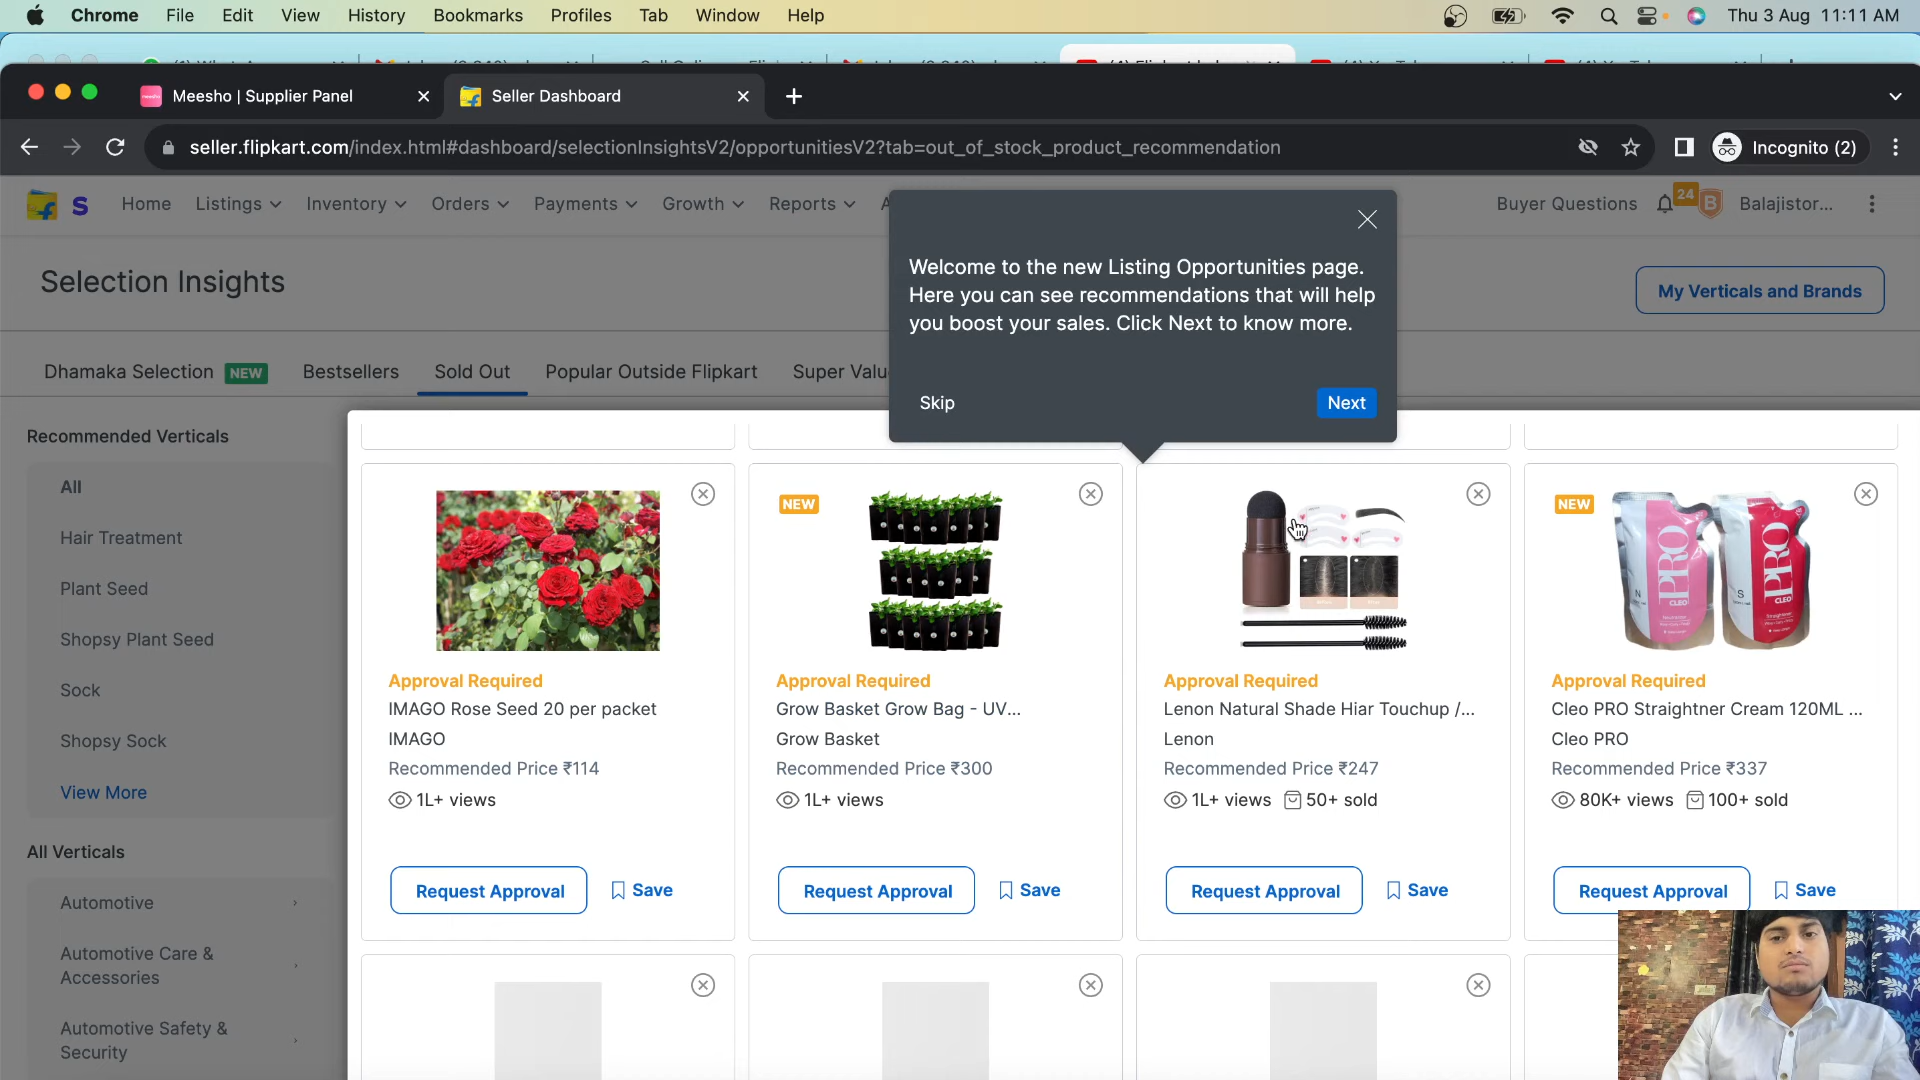 Chrome File Edit View History Bookmarks Profiles Tab Window Help Thu 3 Aug 11:11 AM
Meesho | Supplier Panel
Seller Dashboard
seller.flipkart.com/index.html#dashboard/selectionInsightsV2/opportunitiesV2?tab=out_of_stock_product_recommendation
Incognito (2)
Home Listings Inventory Orders Payments Growth Reports
Buyer Questions 24 Balajistor...
Selection Insights
My Verticals and Brands
Welcome to the new Listing Opportunities page.
Here you can see recommendations that will help
you boost your sales. Click Next to know more.
Skip
Next
Dhamaka Selection NEW Bestsellers Sold Out Popular Outside Flipkart Super Valu
Recommended Verticals
All
Hair Treatment
Plant Seed
Shopsy Plant Seed
Sock
Shopsy Sock
View More
All Verticals
Automotive
Automotive Care &
Accessories
Automotive Safety &
Security
Approval Required
IMAGO Rose Seed 20 per packet
IMAGO
Recommended Price ₹114
1L+ views
Request Approval Save
NEW
Approval Required
Grow Basket Grow Bag - UV...
Grow Basket
Recommended Price ₹300
1L+ views
Request Approval Save
Approval Required
Lenon Natural Shade Hiar Touchup /...
Lenon
Recommended Price ₹247
1L+ views 50+ sold
Request Approval Save
NEW
PRO
CLEO
PRO
CLEO
Approval Required
Cleo PRO Straightner Cream 120ML ...
Cleo PRO
Recommended Price ₹337
80K+ views 100+ sold
Request Approval Save